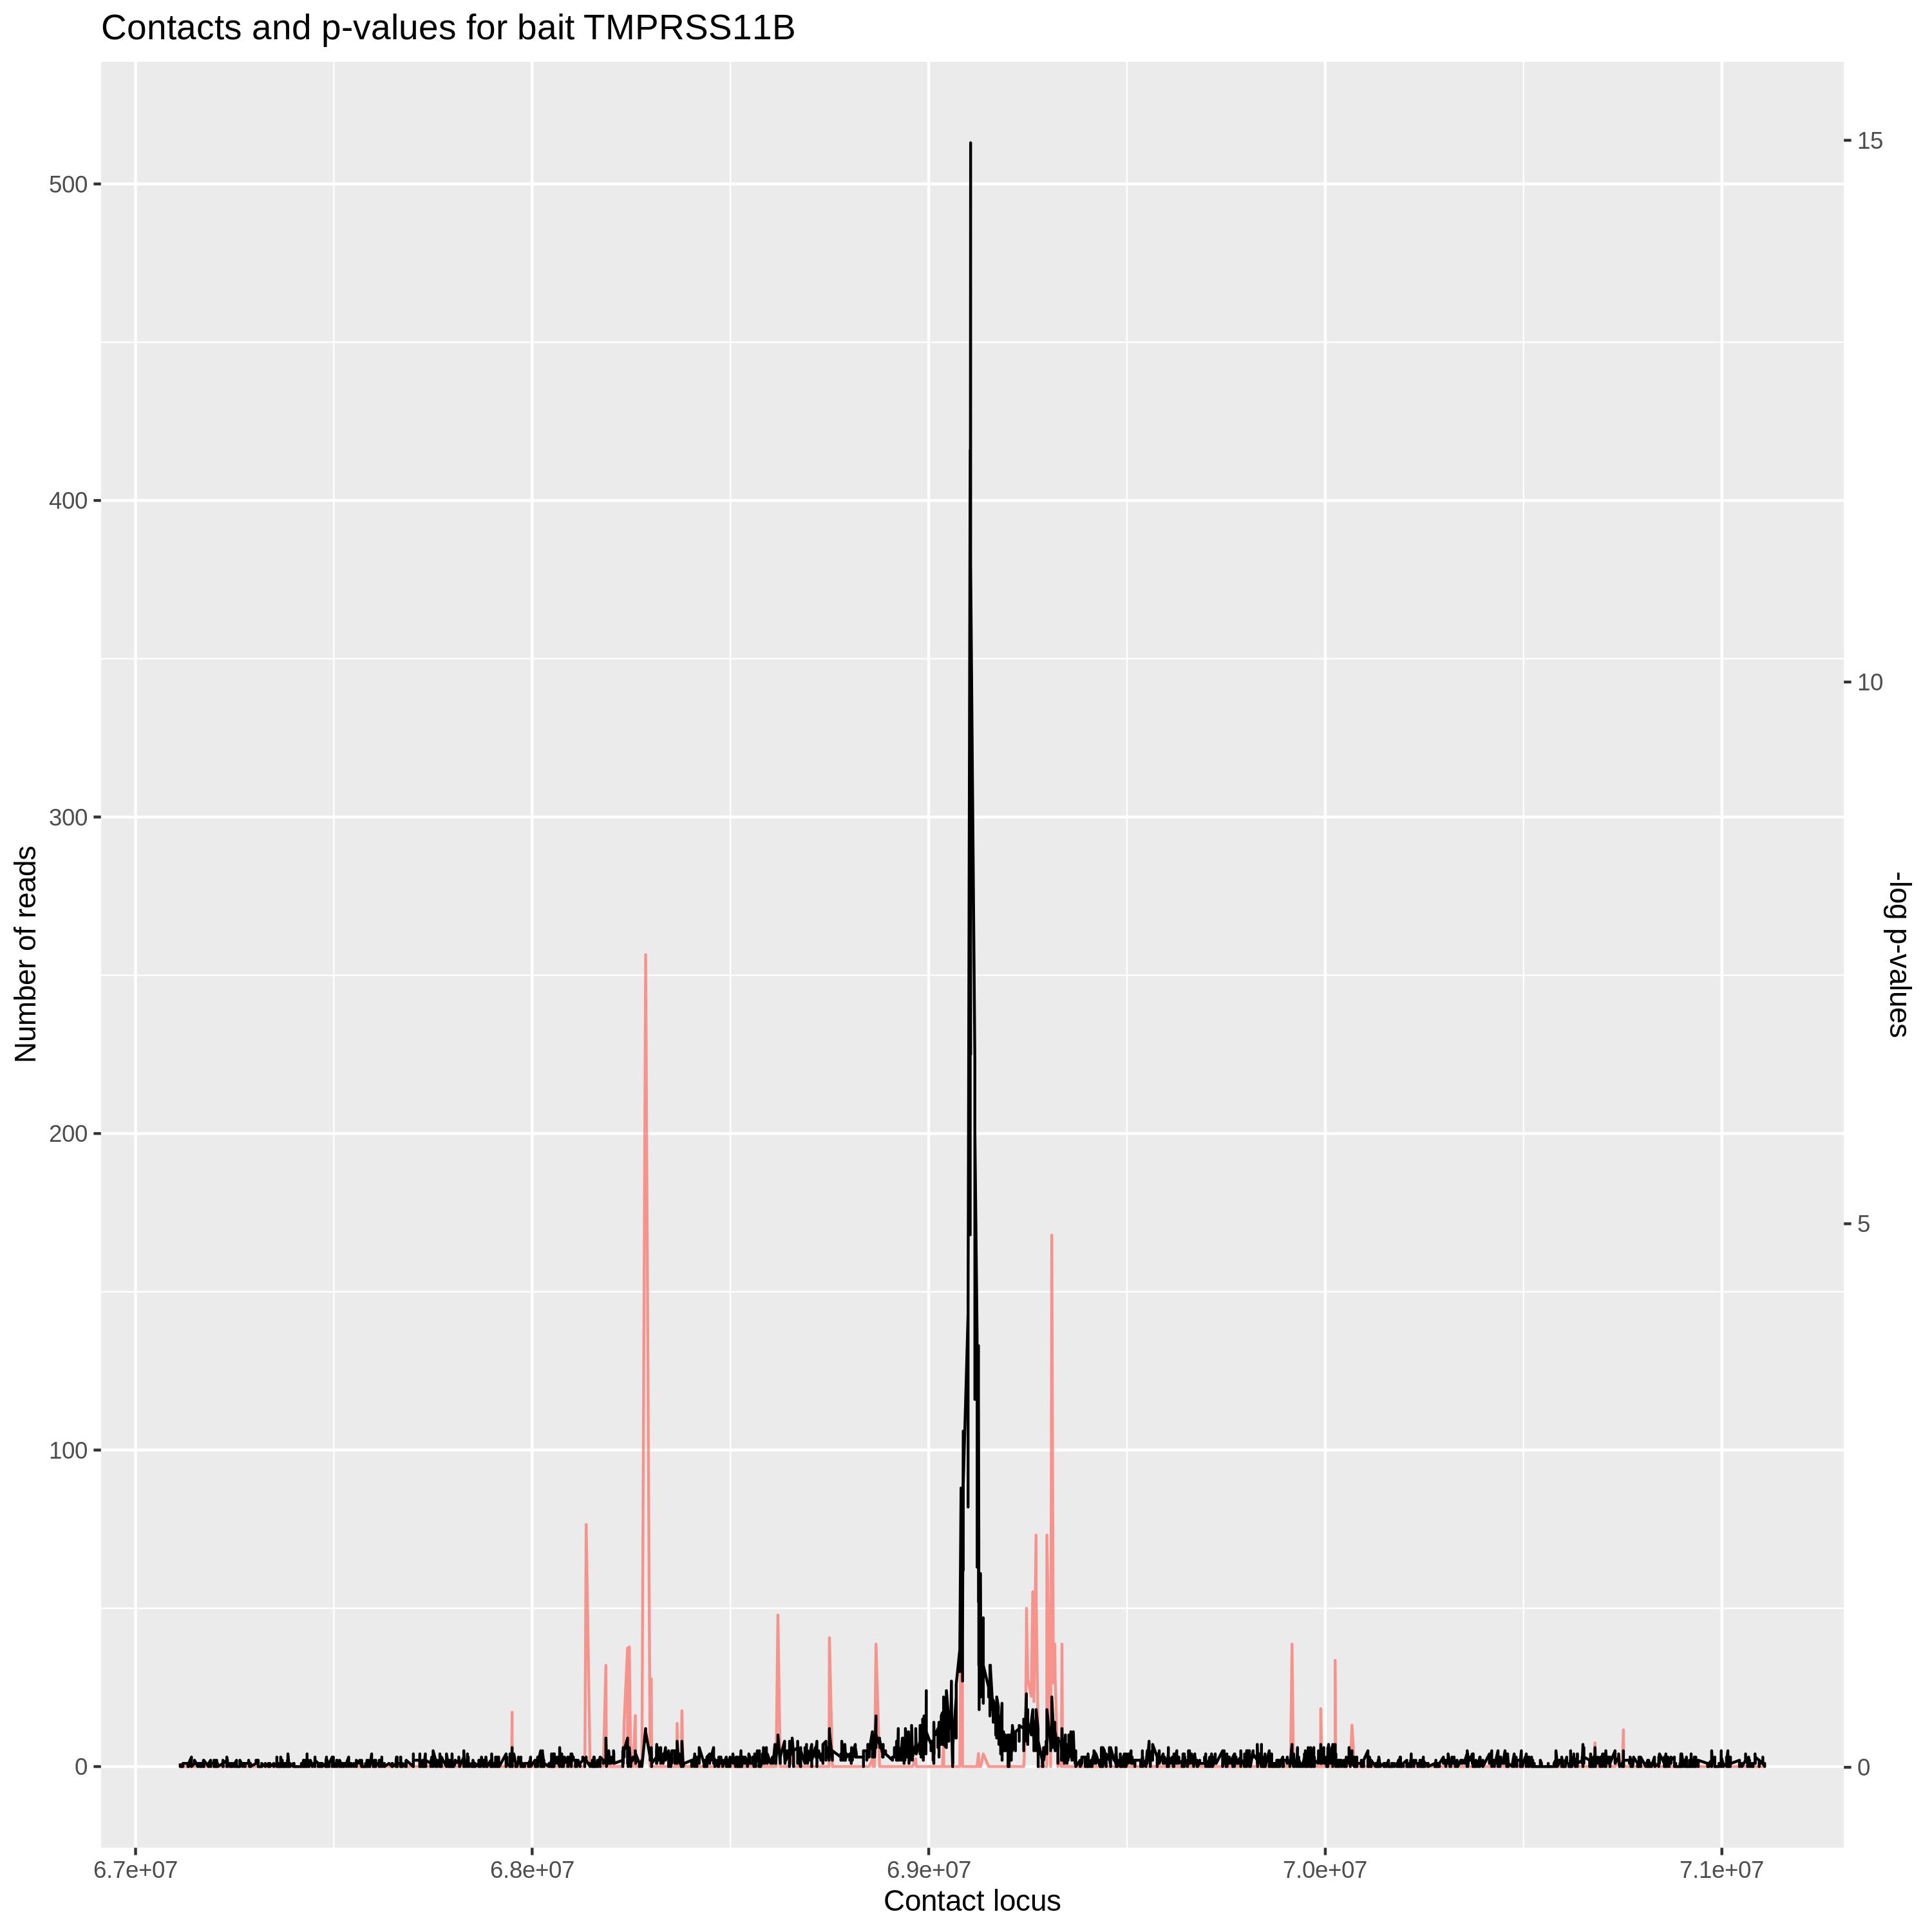 Contacts and p-values for bait TMPRSS11B
500
400
300
200
100
0
Number of reads
15
10
5
0
-log p-values
6.7e+07
6.8e+07
6.9e+07
7.0e+07
7.1e+07
Contact locus